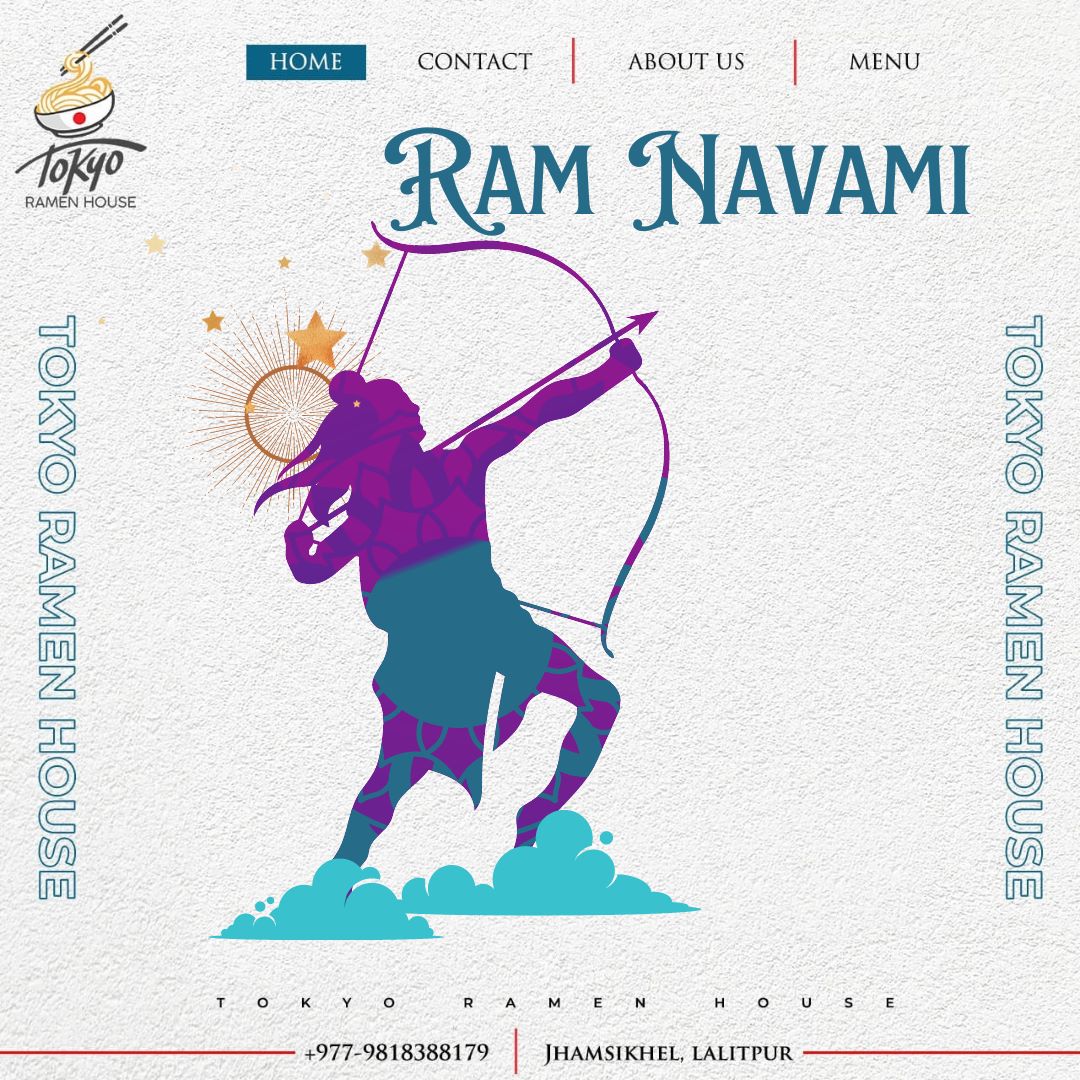 HOME CONTACT ABOUT US MENU
Tokyo
RAMEN HOUSE
RAM NAVAMI
TOKYO RAMEN HOUSE
TOKYO RAMEN HOUSE
TOKYO RAMEN HOUSE
+977-9818388179 JHAMSIKHEL, LALITPUR